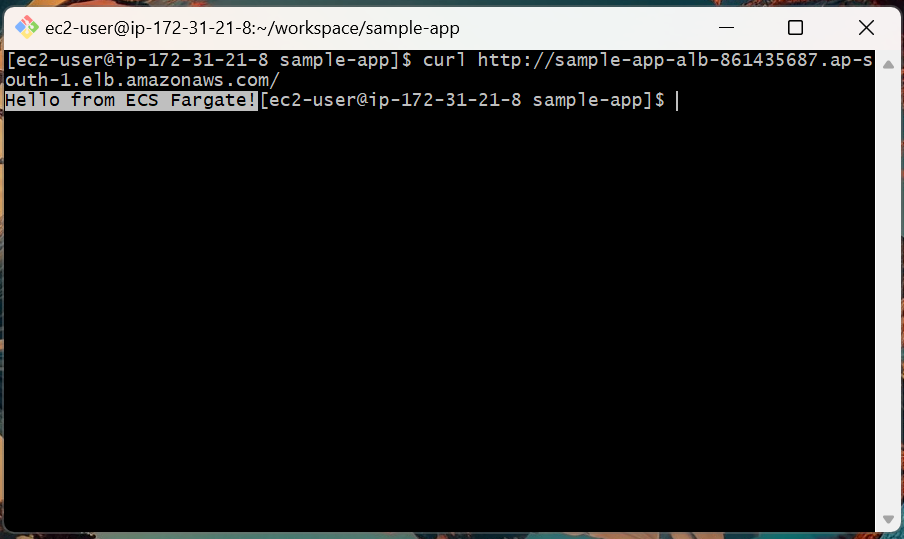 ec2-user@ip-172-31-21-8:~/workspace/sample-app
[ec2-user@ip-172-31-21-8 sample-app]$ curl http://sample-app-alb-861435687.ap-s
outh-1.elb.amazonaws.com/
Hello from ECS Fargate![ec2-user@ip-172-31-21-8 sample-app]$